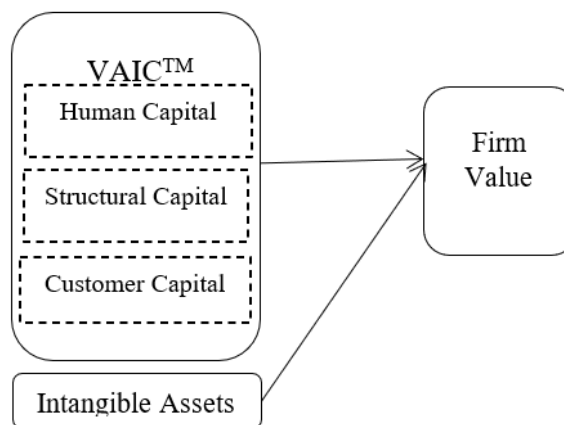 VAIC™
Human Capital
Structural Capital
Customer Capital
Intangible Assets
Firm
Value